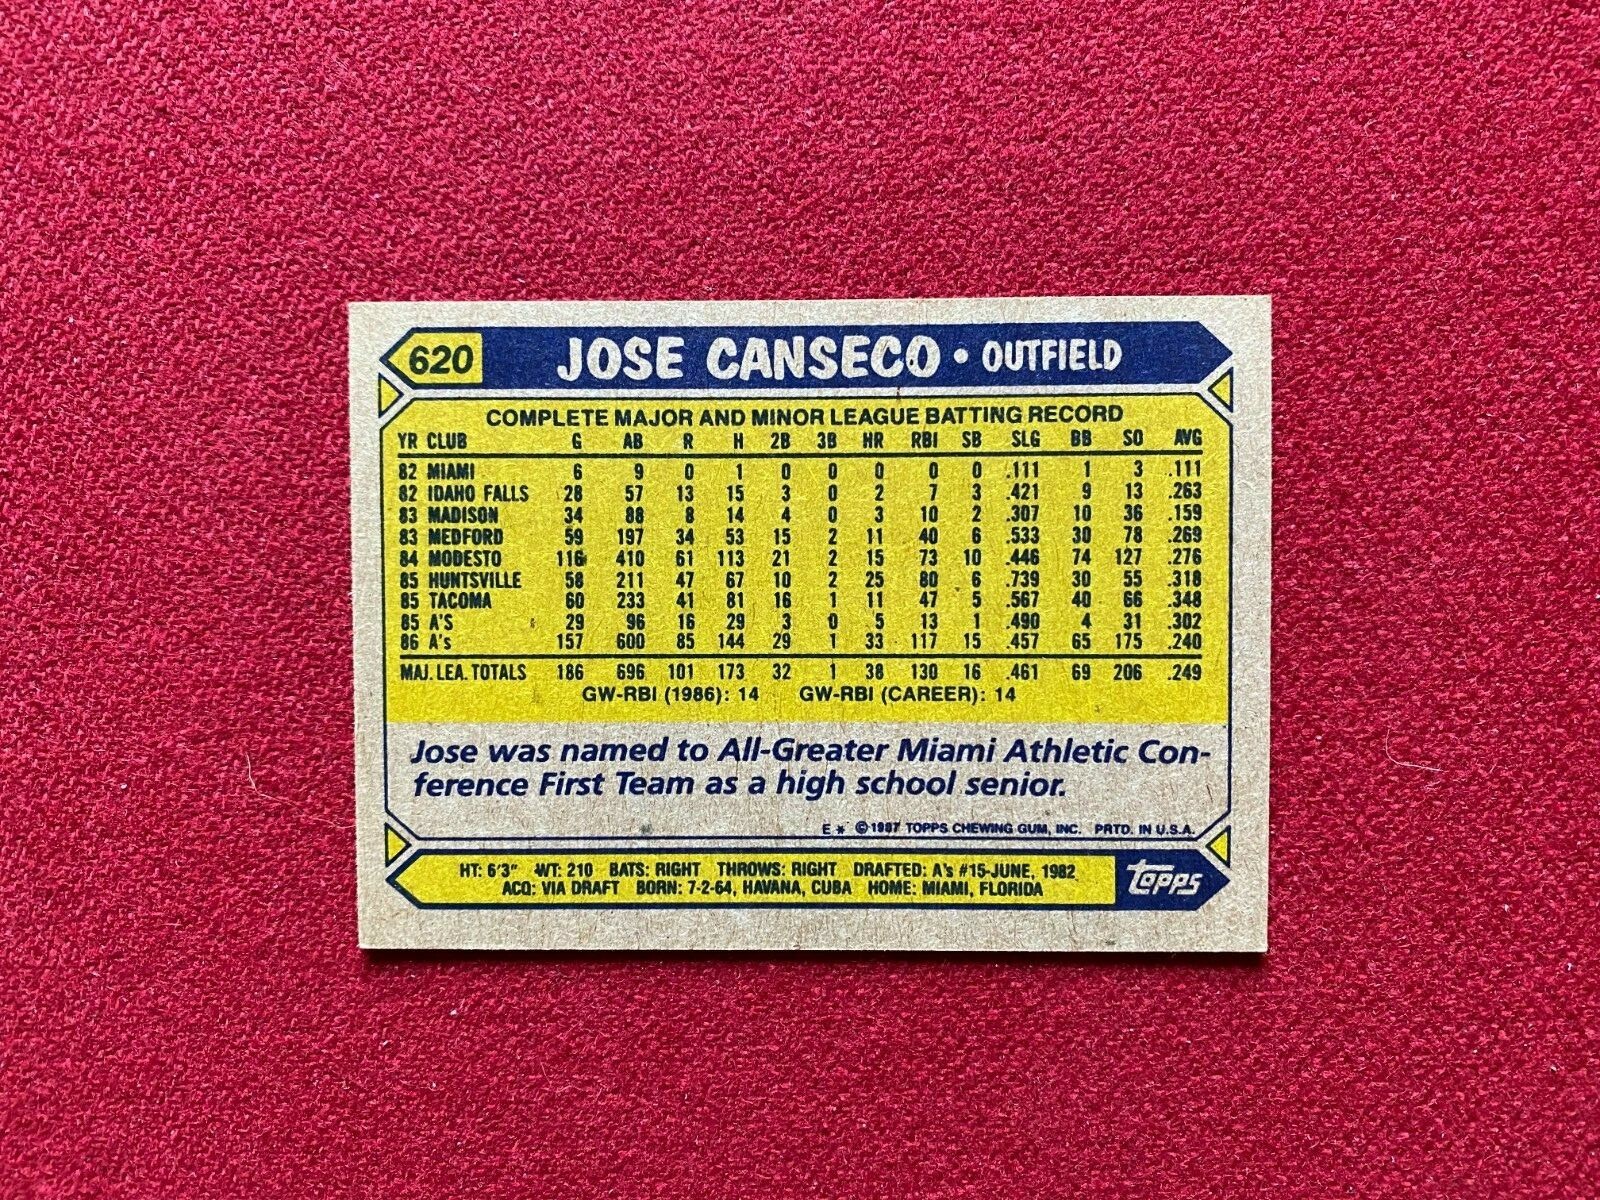 620 JOSE CANSECO • OUTFIELD
COMPLETE MAJOR AND MINOR LEAGUE BATTING RECORD
YR CLUB G AB R H 2B 3B HR RBI SB SLG BB SO AVG
82 MIAMI 6 9 0 1 0 0 0 0 0 .111 1 3 .111
82 IDAHO FALLS 28 57 13 15 3 0 2 7 3 .421 9 13 .263
83 MADISON 34 88 8 14 4 0 3 10 2 .307 10 36 .159
83 MEDFORD 59 197 34 53 15 2 11 40 6 .533 30 78 .269
84 MODESTO 116 410 61 113 21 2 15 73 10 .446 74 127 .276
85 HUNTSVILLE 58 211 47 67 10 2 25 80 6 .739 30 55 .318
85 TACOMA 60 233 41 81 16 1 11 47 5 .567 40 66 .348
85 A'S 29 96 16 29 3 0 5 13 1 .490 4 31 .302
86 A's 157 600 85 144 29 1 33 117 15 .457 65 175 .240
MAJ. LEA. TOTALS 186 696 101 173 32 1 38 130 16 .461 69 206 .249
GW-RBI (1986): 14 GW-RBI (CAREER): 14
Jose was named to All-Greater Miami Athletic Con-
ference First Team as a high school senior.
E * © 1987 TOPPS CHEWING GUM, INC. PRTD. IN U.S.A.
HT: 6'3" WT: 210 BATS: RIGHT THROWS: RIGHT DRAFTED: A's #15-JUNE, 1982
ACQ: VIA DRAFT BORN: 7-2-64, HAVANA, CUBA HOME: MIAMI, FLORIDA
topps